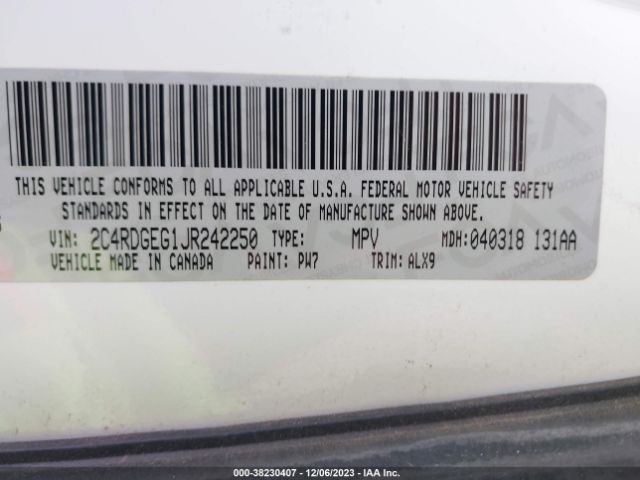 THIS VEHICLE CONFORMS TO ALL APPLICABLE U.S.A. FEDERAL MOTOR VEHICLE SAFETY
STANDARDS IN EFFECT ON THE DATE OF MANUFACTURE SHOWN ABOVE.
VIN: 2C4RDGEG1JR242250 TYPE: MPV MDH: 040318 131AA
VEHICLE MADE IN CANADA PAINT: PW7 TRIM: ALX9
000-38230407 - 12/06/2023 - IAA Inc.